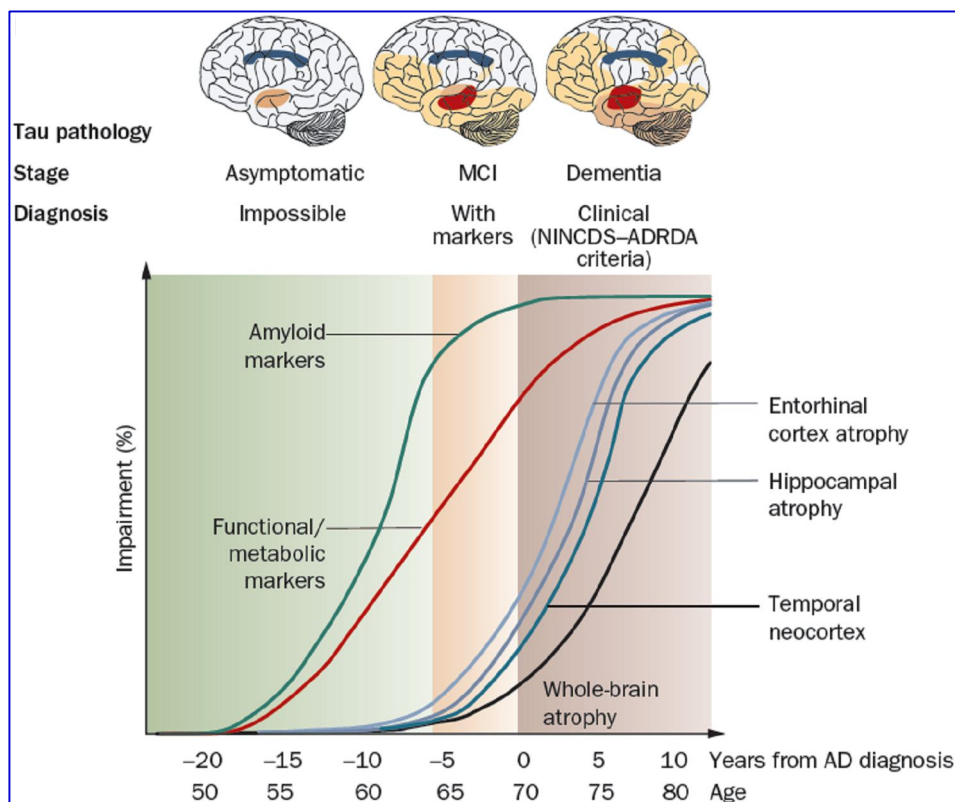 Tau pathology
Stage Asymptomatic MCI Dementia
Diagnosis Impossible With markers Clinical (NINCDS–ADRDA criteria)
Impairment (%)
Amyloid
markers
Functional/
metabolic
markers
Entorhinal
cortex atrophy
Hippocampal
atrophy
Temporal
neocortex
Whole-brain
atrophy
–20 –15 –10 –5 0 5 10 Years from AD diagnosis
50 55 60 65 70 75 80 Age